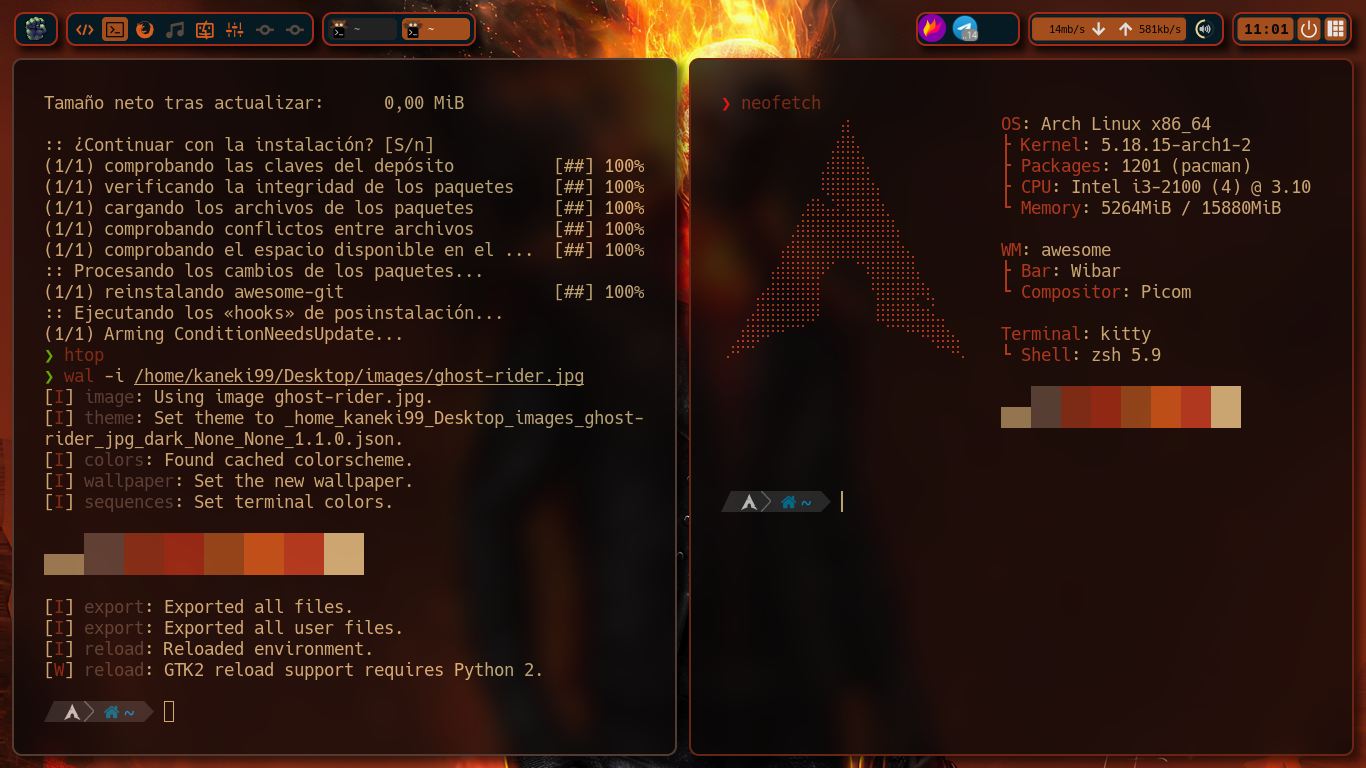 ~
~
14
14mb/s
581kb/s
11:01
Tamaño neto tras actualizar:      0,00 MiB
:: ¿Continuar con la instalación? [S/n]
(1/1) comprobando las claves del depósito          [##] 100%
(1/1) verificando la integridad de los paquetes    [##] 100%
(1/1) cargando los archivos de los paquetes        [##] 100%
(1/1) comprobando conflictos entre archivos        [##] 100%
(1/1) comprobando el espacio disponible en el ...  [##] 100%
:: Procesando los cambios de los paquetes...
(1/1) reinstalando awesome-git                     [##] 100%
:: Ejecutando los «hooks» de posinstalación...
(1/1) Arming ConditionNeedsUpdate...
❯ htop
❯ wal -i /home/kaneki99/Desktop/images/ghost-rider.jpg
[I] image: Using image ghost-rider.jpg.
[I] theme: Set theme to _home_kaneki99_Desktop_images_ghost-
rider_jpg_dark_None_None_1.1.0.json.
[I] colors: Found cached colorscheme.
[I] wallpaper: Set the new wallpaper.
[I] sequences: Set terminal colors.
[I] export: Exported all files.
[I] export: Exported all user files.
[I] reload: Reloaded environment.
[W] reload: GTK2 reload support requires Python 2.
~
❯ neofetch
OS: Arch Linux x86_64
├ Kernel: 5.18.15-arch1-2
├ Packages: 1201 (pacman)
├ CPU: Intel i3-2100 (4) @ 3.10
└ Memory: 5264MiB / 15880MiB
WM: awesome
├ Bar: Wibar
└ Compositor: Picom
Terminal: kitty
└ Shell: zsh 5.9
~